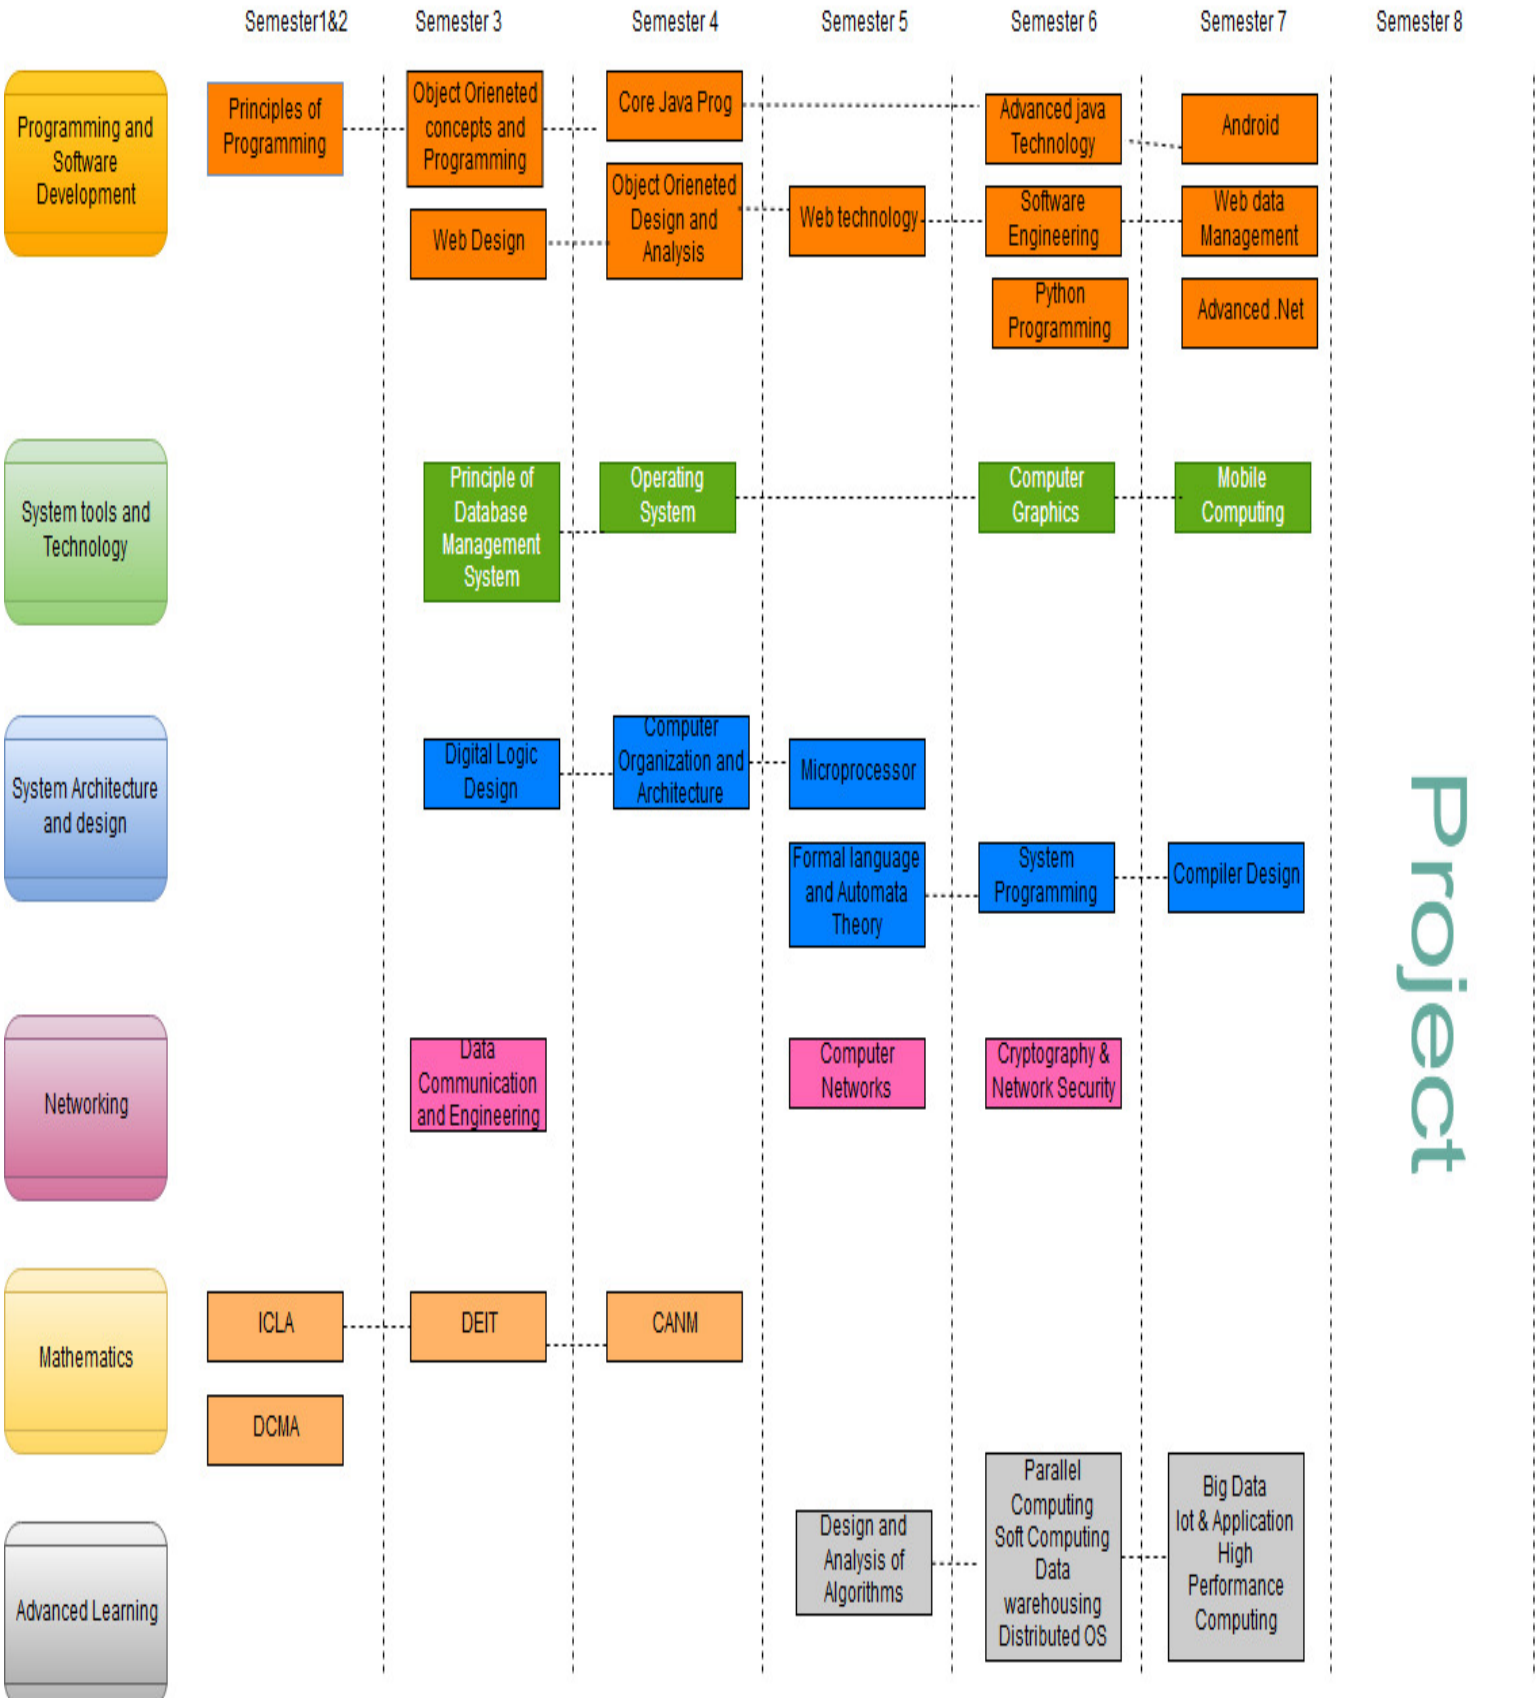 Semester1&2
Semester 3
Semester 4
Semester 5
Semester 6
Semester 7
Semester 8
Programming and
Software
Development
Principles of
Programming
Object Orieneted
concepts and
Programming
Web Design
Core Java Prog
Object Orieneted
Design and
Analysis
Web technology
Advanced java
Technology
Software
Engineering
Python
Programming
Android
Web data
Management
Advanced .Net
System tools and
Technology
Principle of
Database
Management
System
Operating
System
Computer
Graphics
Mobile
Computing
System Architecture
and design
Digital Logic
Design
Computer
Organization and
Architecture
Microprocessor
Formal language
and Automata
Theory
System
Programming
Compiler Design
Project
Networking
Data
Communication
and Engineering
Computer
Networks
Cryptography &
Network Security
Mathematics
ICLA
DCMA
DEIT
CANM
Advanced Learning
Design and
Analysis of
Algorithms
Parallel
Computing
Soft Computing
Data
warehousing
Distributed OS
Big Data
Iot & Application
High
Performance
Computing